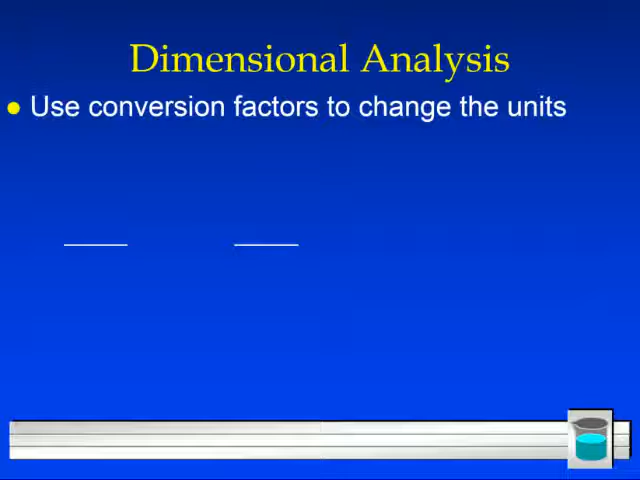 Dimensional Analysis
Use conversion factors to change the units